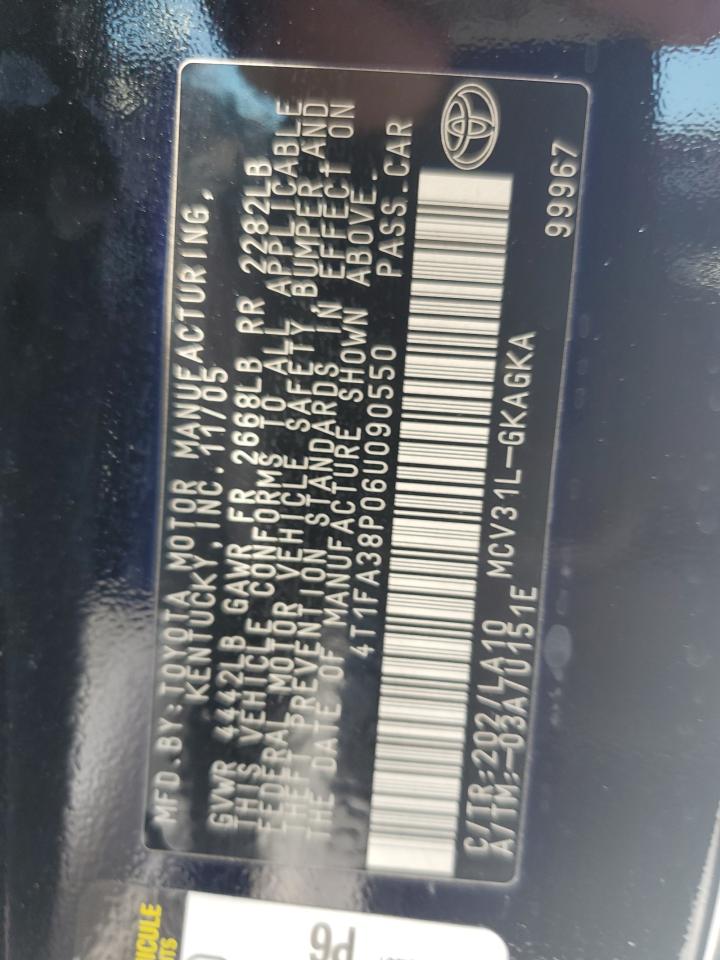 MFD.BY:TOYOTA MOTOR MANUFACTURING,
KENTUCKY,INC.11/05
GVWR 4442LB GAWR FR 2668LB RR 2282LB
THIS VEHICLE CONFORMS TO ALL APPLICABLE
FEDERAL MOTOR VEHICLE SAFETY,BUMPER,AND
THEFT PREVENTION STANDARDS IN EFFECT ON
THE DATE OF MANUFACTURE SHOWN ABOVE.
4T1FA38P06U090550 PASS.CAR
C/TR:202/LA10 MCV31L-GKAGKA
A/TM:-03A/U151E
99967